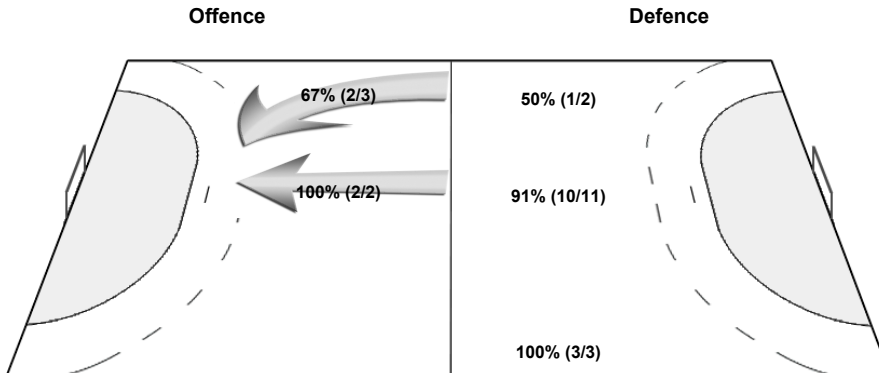 Offence
Defence
67% (2/3)
50% (1/2)
100% (2/2)
91% (10/11)
100% (3/3)